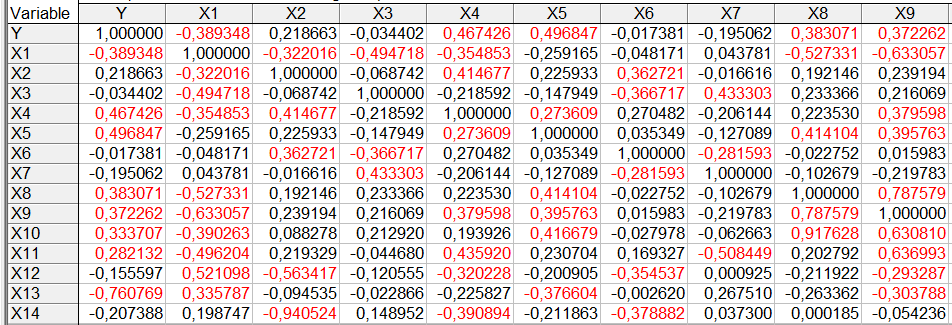 Variable Y X1 X2 X3 X4 X5 X6 X7 X8 X9
Y 1,000000 -0,389348 0,218663 -0,034402 0,467426 0,496847 -0,017381 -0,195062 0,383071 0,372262
X1 -0,389348 1,000000 -0,322016 -0,494718 -0,354853 -0,259165 -0,048171 0,043781 -0,527331 -0,633057
X2 0,218663 -0,322016 1,000000 -0,068742 0,414677 0,225933 0,362721 -0,016616 0,192146 0,239194
X3 -0,034402 -0,494718 -0,068742 1,000000 -0,218592 -0,147949 -0,366717 0,433303 0,233366 0,216069
X4 0,467426 -0,354853 0,414677 -0,218592 1,000000 0,273609 0,270482 -0,206144 0,223530 0,379598
X5 0,496847 -0,259165 0,225933 -0,147949 0,273609 1,000000 0,035349 -0,127089 0,414104 0,395763
X6 -0,017381 -0,048171 0,362721 -0,366717 0,270482 0,035349 1,000000 -0,281593 -0,022752 0,015983
X7 -0,195062 0,043781 -0,016616 0,433303 -0,206144 -0,127089 -0,281593 1,000000 -0,102679 -0,219783
X8 0,383071 -0,527331 0,192146 0,233366 0,223530 0,414104 -0,022752 -0,102679 1,000000 0,787579
X9 0,372262 -0,633057 0,239194 0,216069 0,379598 0,395763 0,015983 -0,219783 0,787579 1,000000
X10 0,333707 -0,390263 0,088278 0,212920 0,193926 0,416679 -0,027978 -0,062663 0,917628 0,630810
X11 0,282132 -0,496204 0,219329 -0,044680 0,435920 0,230704 0,169327 -0,508449 0,202792 0,636993
X12 -0,155597 0,521098 -0,563417 -0,120555 -0,320228 -0,200905 -0,354537 0,000925 -0,211922 -0,293287
X13 -0,760769 0,335787 -0,094535 -0,022866 -0,225827 -0,376604 -0,002620 0,267510 -0,263362 -0,303788
X14 -0,207388 0,198747 -0,940524 0,148952 -0,390894 -0,211863 -0,378882 0,037300 0,000185 -0,054236